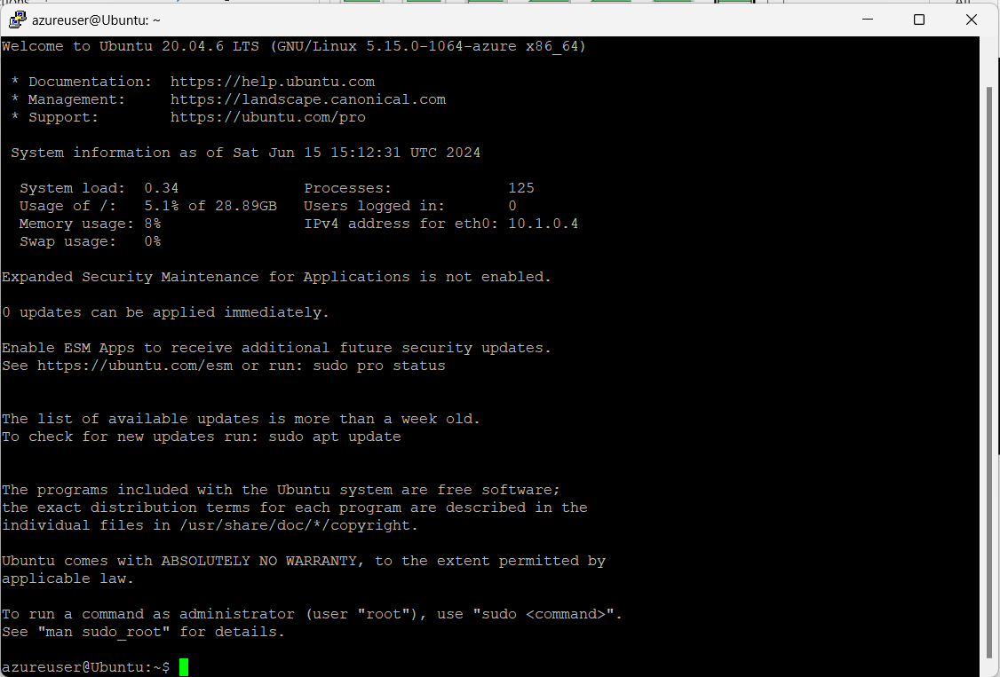 azureuser@Ubuntu: ~
Welcome to Ubuntu 20.04.6 LTS (GNU/Linux 5.15.0-1064-azure x86_64)
* Documentation: https://help.ubuntu.com
* Management: https://landscape.canonical.com
* Support: https://ubuntu.com/pro
System information as of Sat Jun 15 15:12:31 UTC 2024
System load: 0.34 Processes: 125
Usage of /: 5.1% of 28.89GB Users logged in: 0
Memory usage: 8% IPv4 address for eth0: 10.1.0.4
Swap usage: 0%
Expanded Security Maintenance for Applications is not enabled.
0 updates can be applied immediately.
Enable ESM Apps to receive additional future security updates.
See https://ubuntu.com/esm or run: sudo pro status
The list of available updates is more than a week old.
To check for new updates run: sudo apt update
The programs included with the Ubuntu system are free software;
the exact distribution terms for each program are described in the
individual files in /usr/share/doc/*/copyright.
Ubuntu comes with ABSOLUTELY NO WARRANTY, to the extent permitted by
applicable law.
To run a command as administrator (user "root"), use "sudo <command>".
See "man sudo_root" for details.
azureuser@Ubuntu:~$